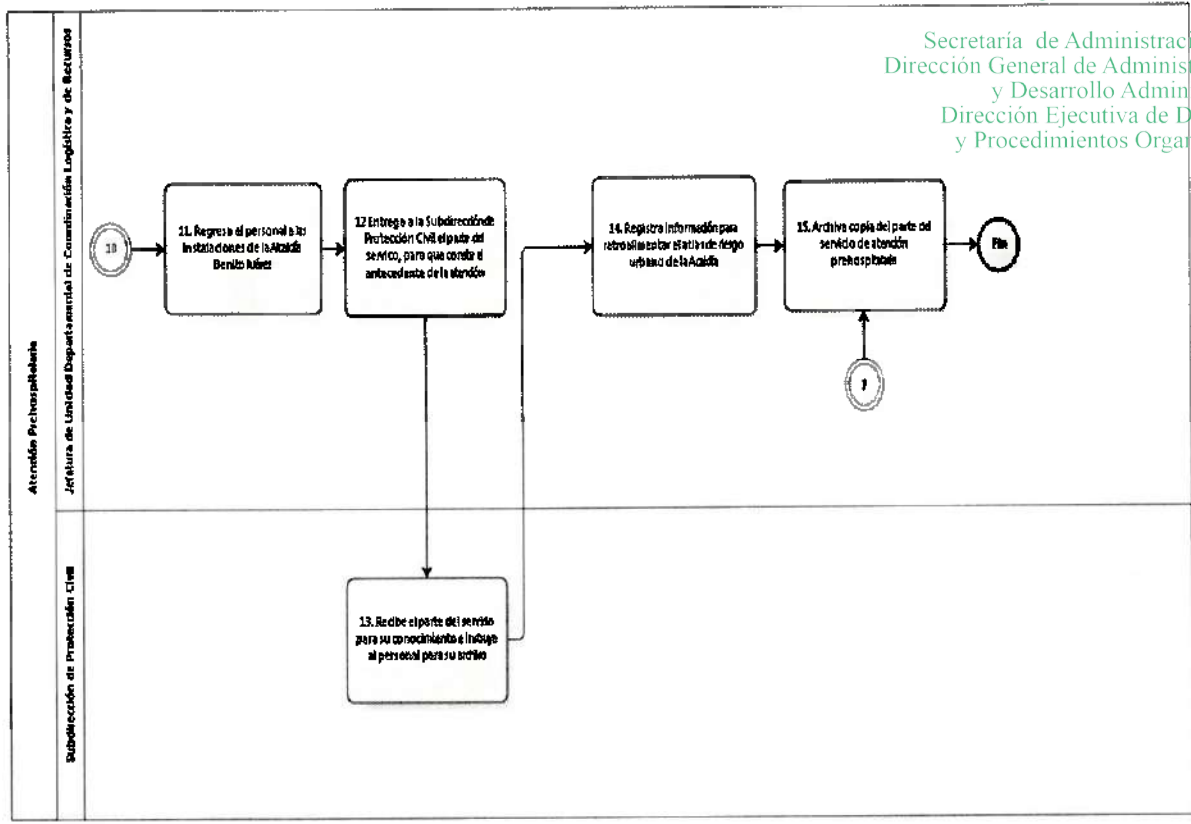 Secretaría de Administrac
Dirección General de Adminis
y Desarrollo Admin
Dirección Ejecutiva de D
y Procedimientos Orga
Atención Prehospitalaria
Jefatura de Unidad Departamental de Coordinación Logística y de Recursos
10
11. Regresa el personal a las
instalaciones de la Alcaldía
Benito Juárez
12 Entrega a la Subdirección de
Protección Civil el parte del
servicio, para que conste el
antecedente de la atención
14. Registra información para
retroalimentar el atlas de riesgo
urbano de la Alcaldía
15. Archiva copia del parte del
servicio de atención
prehospitalaria
Fin
Subdirección de Protección Civil
13. Recibe el parte del servicio
para su conocimiento e instruye
al personal para su archivo